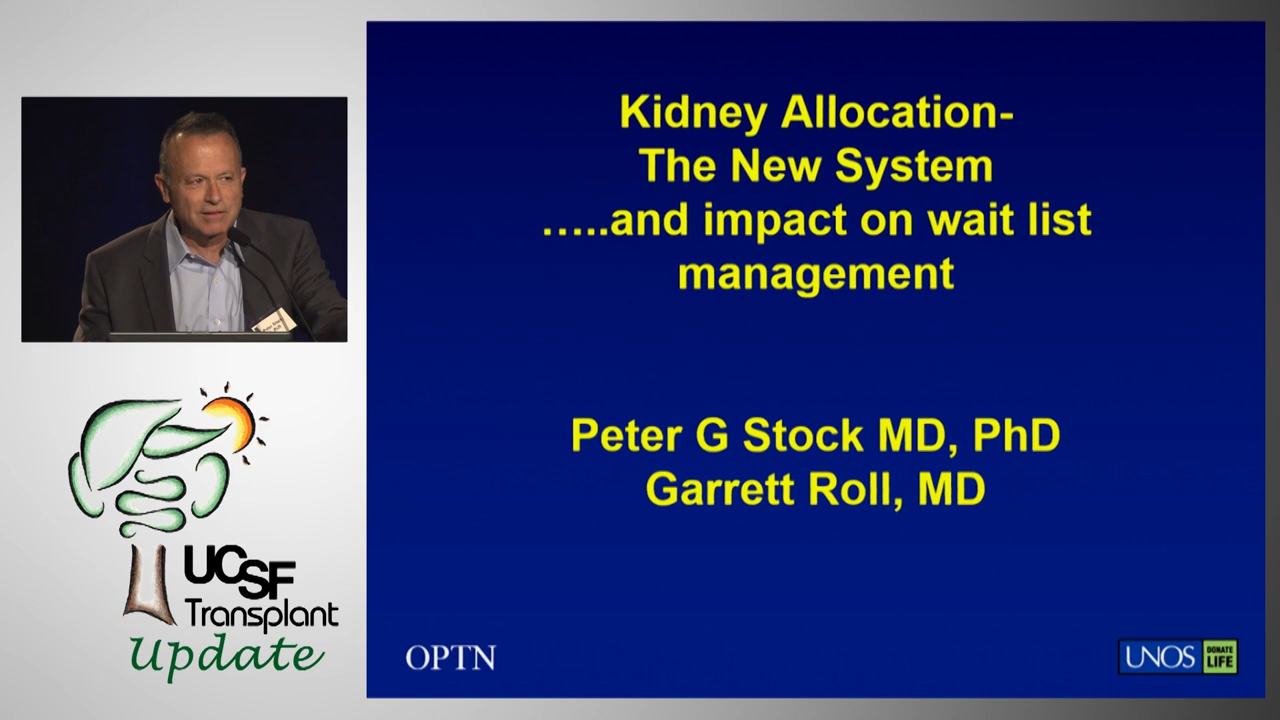 Kidney Allocation-
The New System
.....and impact on wait list
management
Peter G Stock MD, PhD
Garrett Roll, MD
OPTN
UNOS
DONATE
LIFE
UCSF
Transplant
Update